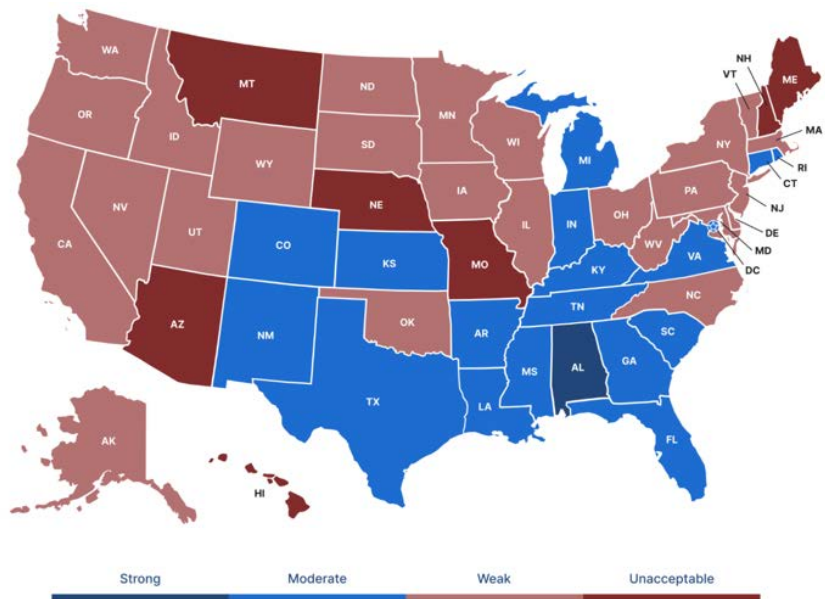 WA
MT
ND
MN
OR
ID
SD
WI
WY
MI
NH
VT
ME
NY
MA
RI
CT
NV
UT
CA
NE
IA
IL
IN
OH
PA
NJ
DE
MD
DC
WV
VA
CO
KS
MO
KY
NC
TN
AZ
NM
OK
AR
SC
MS
AL
GA
TX
LA
FL
AK
HI
Strong Moderate Weak Unacceptable